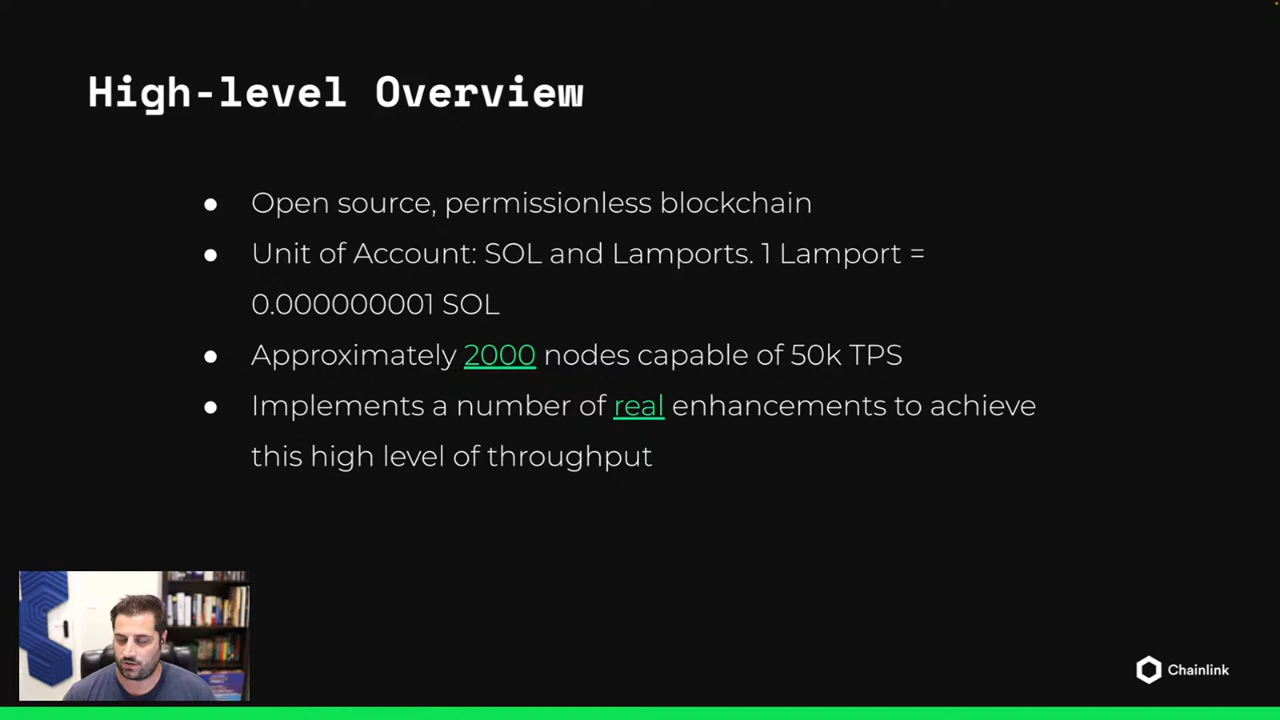 High-level Overview
● Open source, permissionless blockchain
● Unit of Account: SOL and Lamports. 1 Lamport =
0.000000001 SOL
● Approximately 2000 nodes capable of 50k TPS
● Implements a number of real enhancements to achieve
this high level of throughput
Chainlink